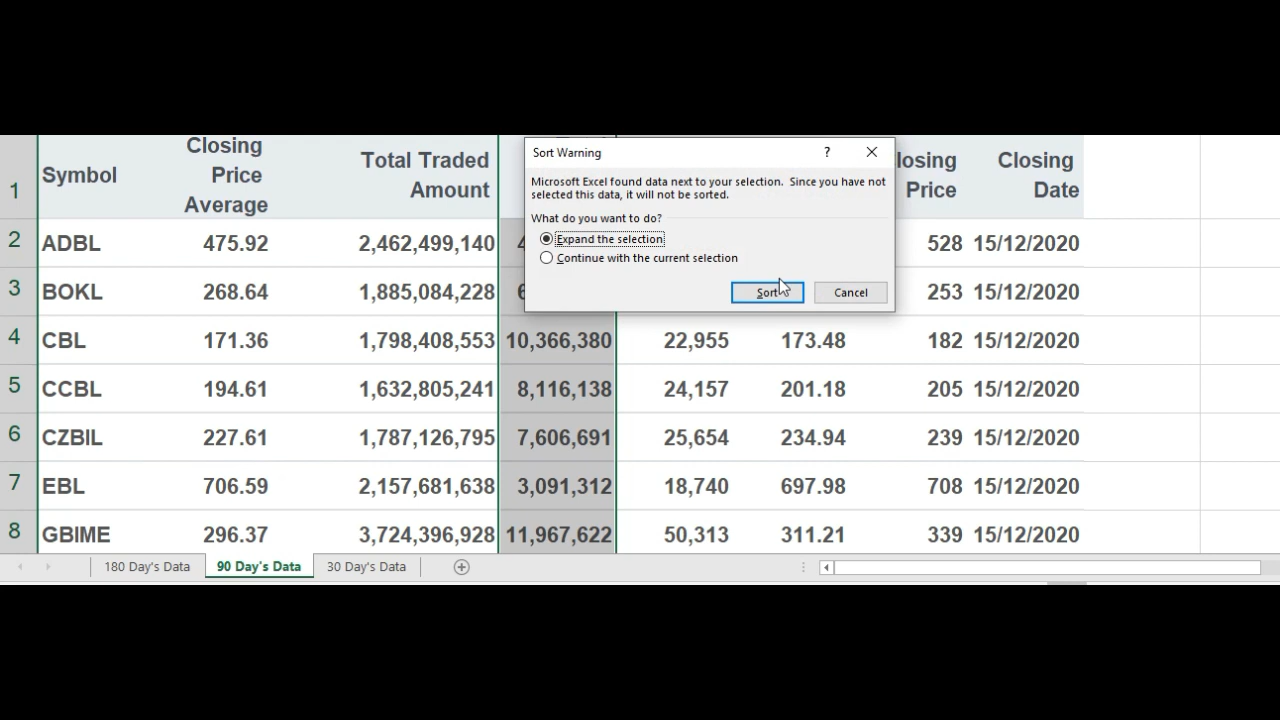 Sort Warning ?
Microsoft Excel found data next to your selection. Since you have not
selected this data, it will not be sorted.
What do you want to do?
Expand the selection
Continue with the current selection
Sort Cancel
1 Symbol Closing Price Average Total Traded Amount Price Closing Date
2 ADBL 475.92 2,462,499,140 528 15/12/2020
3 BOKL 268.64 1,885,084,228 253 15/12/2020
4 CBL 171.36 1,798,408,553 10,366,380 22,955 173.48 182 15/12/2020
5 CCBL 194.61 1,632,805,241 8,116,138 24,157 201.18 205 15/12/2020
6 CZBIL 227.61 1,787,126,795 7,606,691 25,654 234.94 239 15/12/2020
7 EBL 706.59 2,157,681,638 3,091,312 18,740 697.98 708 15/12/2020
8 GBIME 296.37 3,724,396,928 11,967,622 50,313 311.21 339 15/12/2020
180 Day's Data 90 Day's Data 30 Day's Data